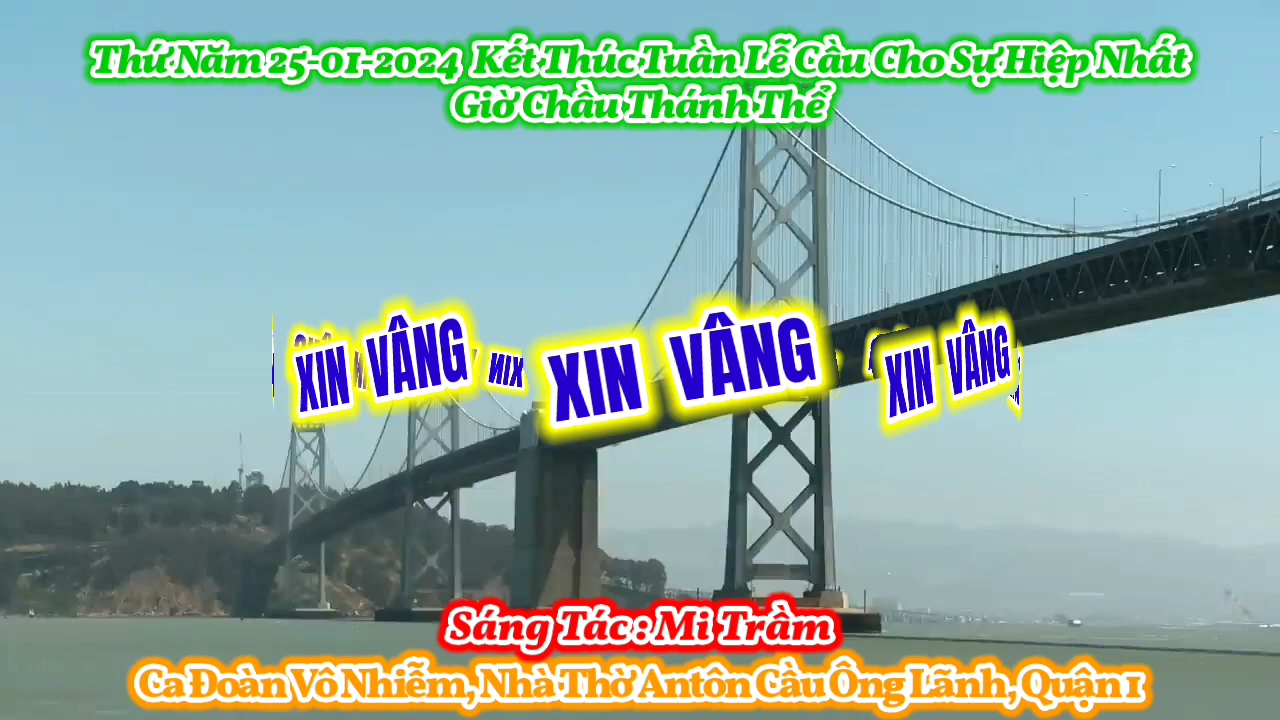 Thứ Năm 25-01-2024 Kết Thúc Tuần Lễ Cầu Cho Sự Hiệp Nhất
Giờ Chầu Thánh Thể
XIN VÂNG XIN XIN VÂNG XIN VÂNG
Sáng Tác : Mi Trầm
Ca Đoàn Vô Nhiễm, Nhà Thờ Antôn Cầu Ông Lãnh, Quận 1